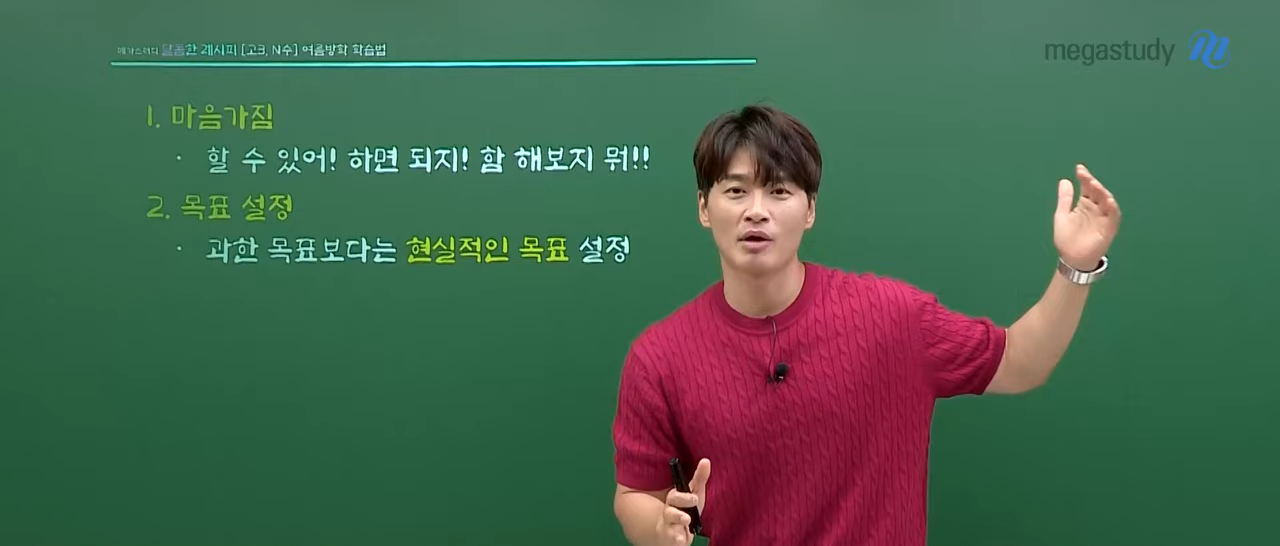 메가스터디 달콤한 레시피 [고3, N수] 여름방학 학습법
megastudy
1. 마음가짐
· 할 수 있어! 하면 되지! 함 해보지 뭐!!
2. 목표 설정
· 과한 목표보다는 현실적인 목표 설정